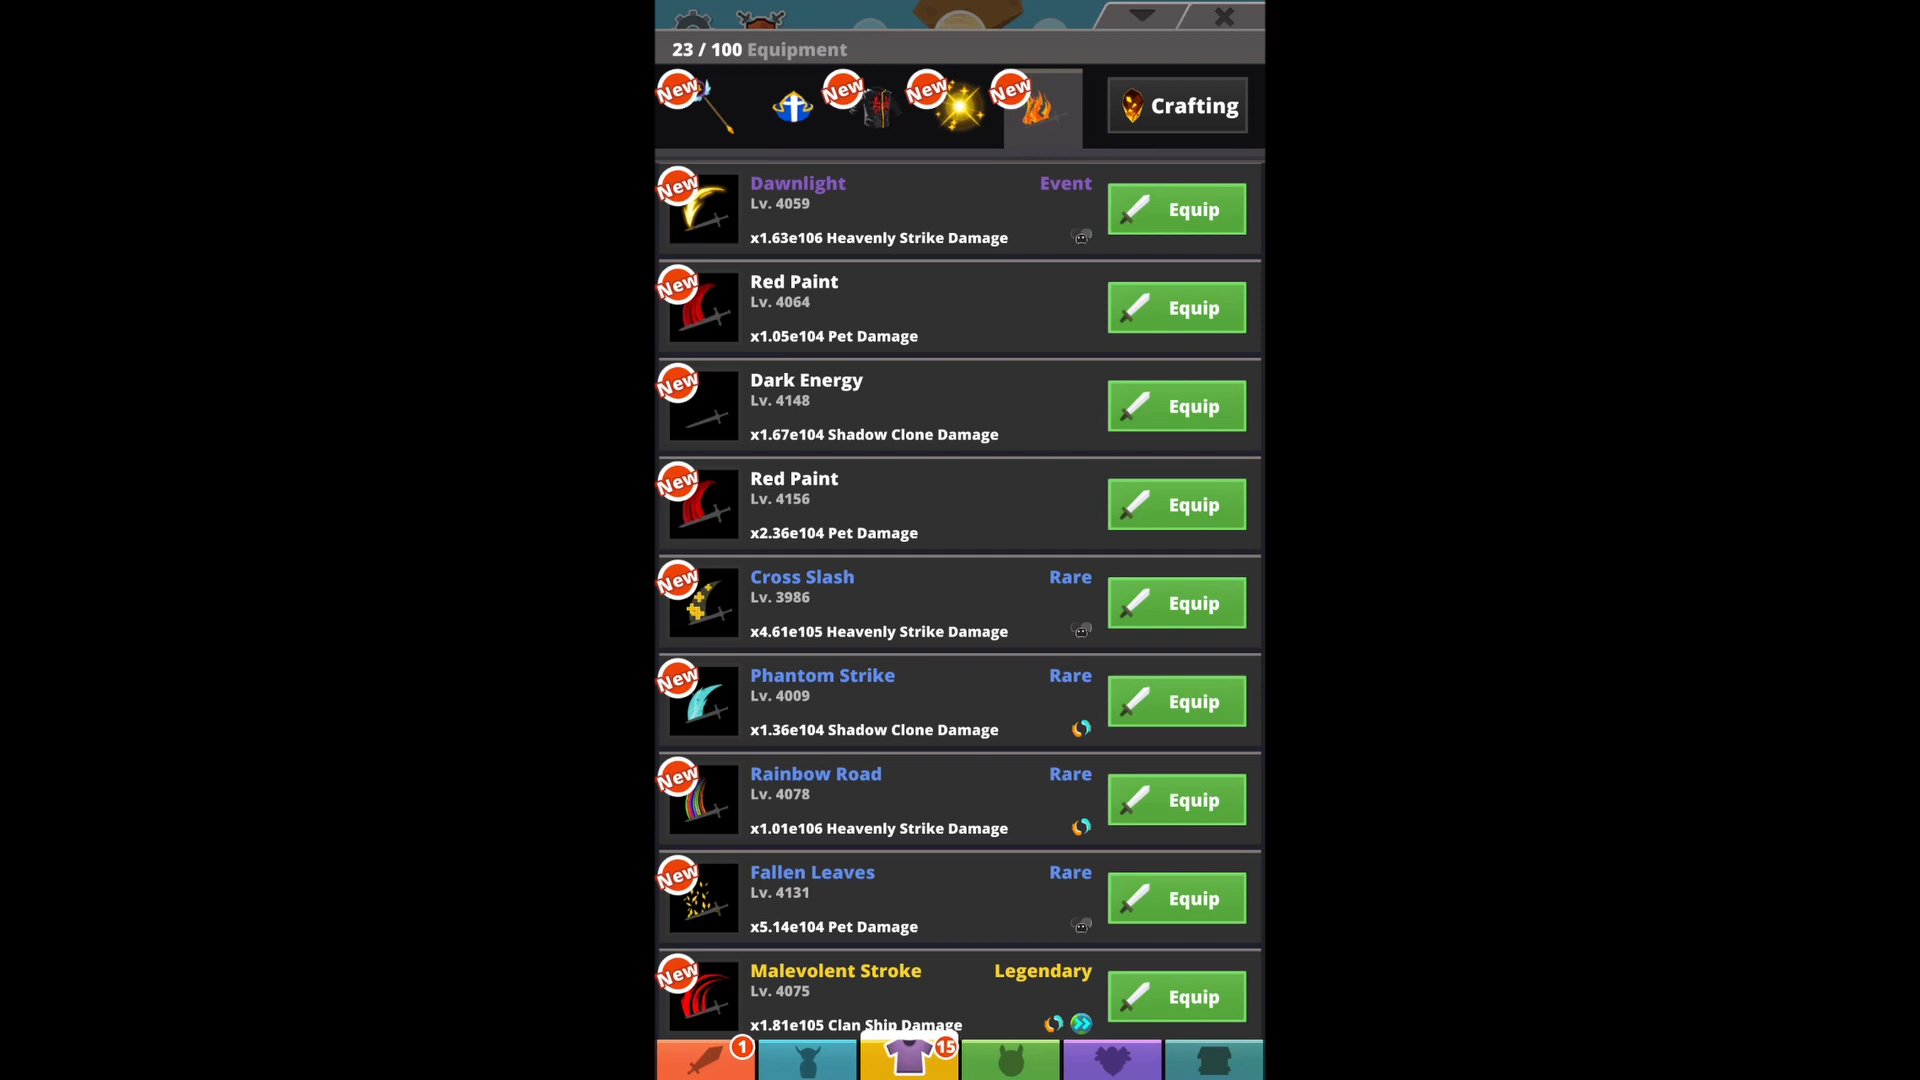 23 / 100 Equipment
New
New
New
New
Crafting
New
Dawnlight
Event
Lv. 4059
x1.63e106 Heavenly Strike Damage
Equip
New
Red Paint
Lv. 4064
x1.05e104 Pet Damage
Equip
New
Dark Energy
Lv. 4148
x1.67e104 Shadow Clone Damage
Equip
New
Red Paint
Lv. 4156
x2.36e104 Pet Damage
Equip
New
Cross Slash
Rare
Lv. 3986
x4.61e105 Heavenly Strike Damage
Equip
New
Phantom Strike
Rare
Lv. 4009
x1.36e104 Shadow Clone Damage
Equip
New
Rainbow Road
Rare
Lv. 4078
x1.01e106 Heavenly Strike Damage
Equip
New
Fallen Leaves
Rare
Lv. 4131
x5.14e104 Pet Damage
Equip
New
Malevolent Stroke
Legendary
Lv. 4075
x1.81e105 Clan Ship Damage
Equip
1
15